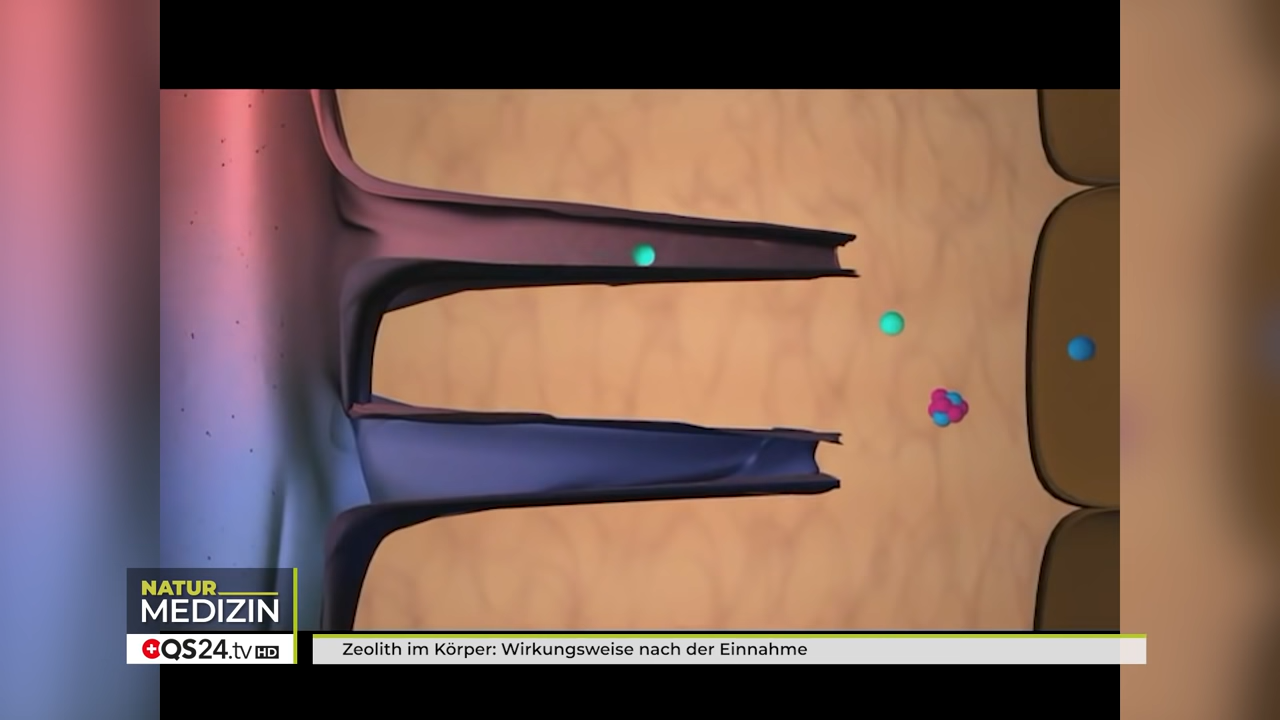 NATUR
MEDIZIN
QS24.tv HD
Zeolith im Körper: Wirkungsweise nach der Einnahme